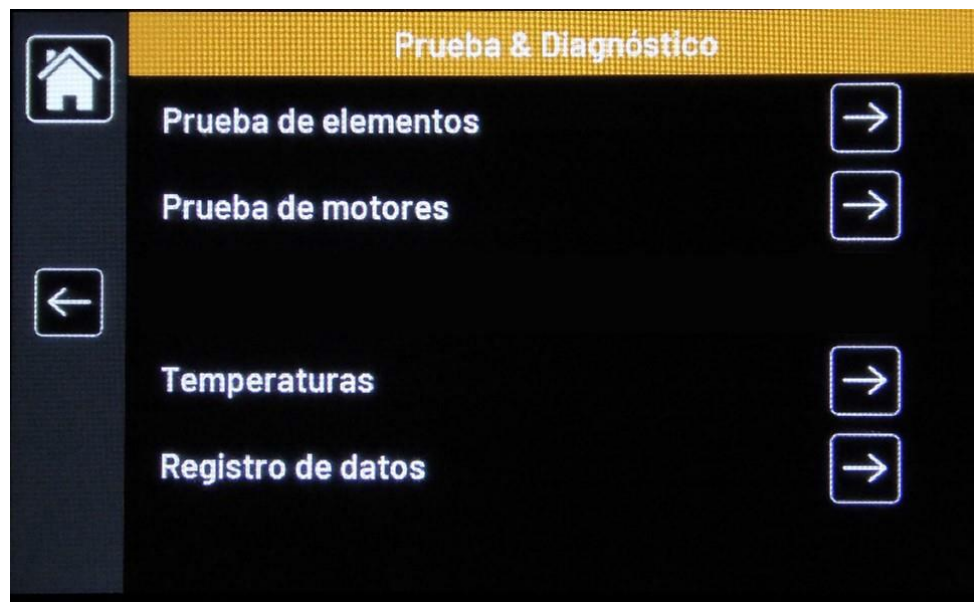 Prueba & Diagnóstico
Prueba de elementos
Prueba de motores
Temperaturas
Registro de datos